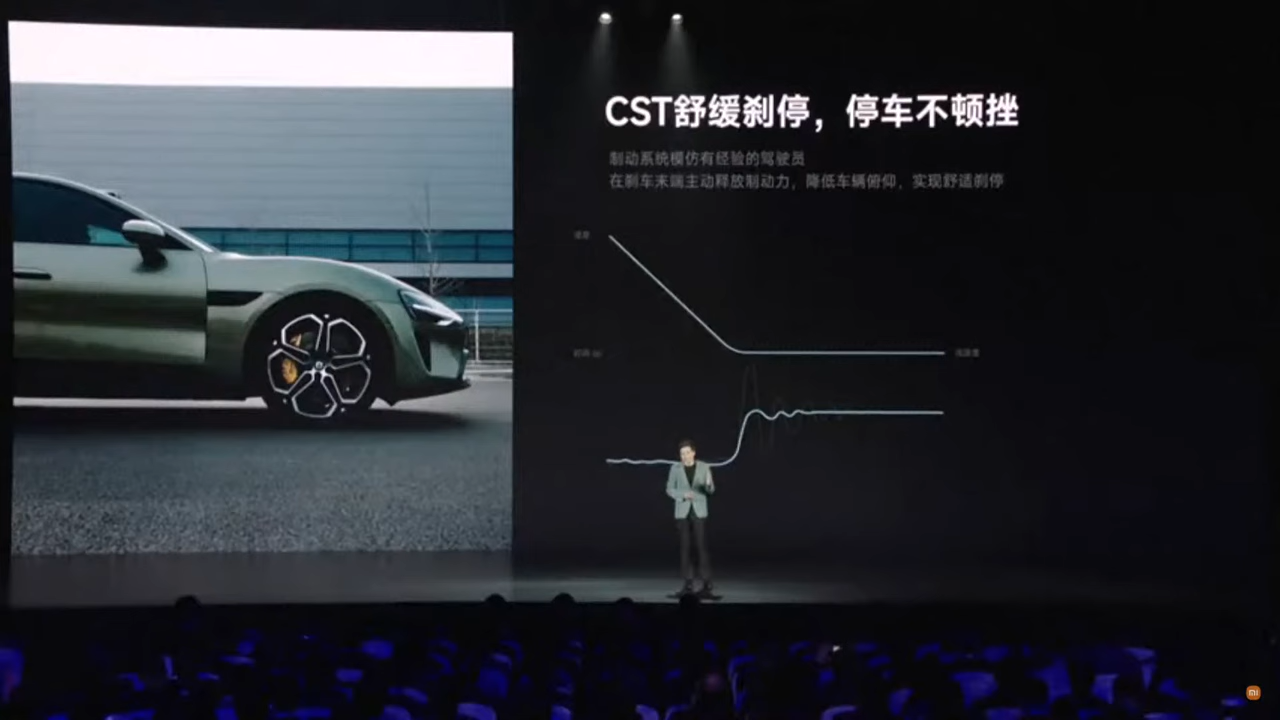 CST舒缓刹停，停车不顿挫
制动系统模仿有经验的驾驶员
在刹车末端主动释放制动力，降低车辆俯仰，实现舒适刹停
速度